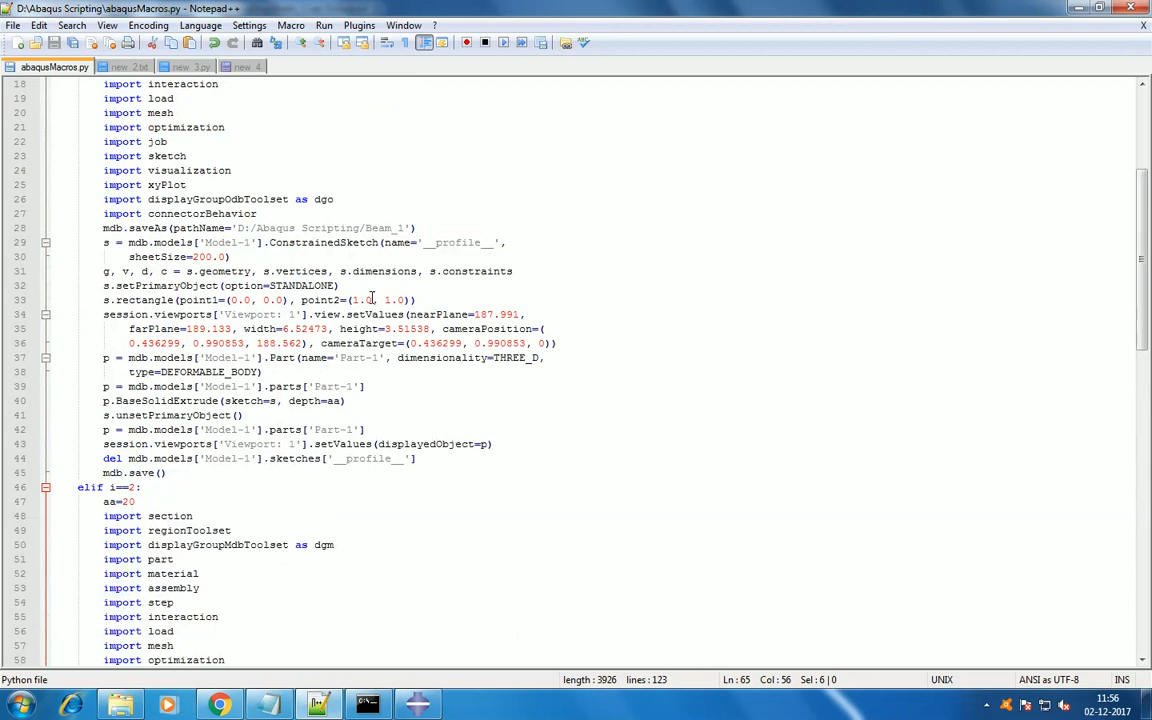 D:\Abaqus Scripting\abaqusMacros.py - Notepad++
File Edit Search View Encoding Language Settings Macro Run Plugins Window ?
abaqusMacros.py new 2.txt new 3.py new 4
18 import interaction
19 import load
20 import mesh
21 import optimization
22 import job
23 import sketch
24 import visualization
25 import xyPlot
26 import displayGroupOdbToolset as dgo
27 import connectorBehavior
28 mdb.saveAs(pathName='D:/Abaqus Scripting/Beam_1')
29 s = mdb.models['Model-1'].ConstrainedSketch(name='__profile__',
30 sheetSize=200.0)
31 g, v, d, c = s.geometry, s.vertices, s.dimensions, s.constraints
32 s.setPrimaryObject(option=STANDALONE)
33 s.rectangle(point1=(0.0, 0.0), point2=(1.0, 1.0))
34 session.viewports['Viewport: 1'].view.setValues(nearPlane=187.991,
35 farPlane=189.133, width=6.52473, height=3.51538, cameraPosition=(
36 0.436299, 0.990853, 188.562), cameraTarget=(0.436299, 0.990853, 0))
37 p = mdb.models['Model-1'].Part(name='Part-1', dimensionality=THREE_D,
38 type=DEFORMABLE_BODY)
39 p = mdb.models['Model-1'].parts['Part-1']
40 p.BaseSolidExtrude(sketch=s, depth=aa)
41 s.unsetPrimaryObject()
42 p = mdb.models['Model-1'].parts['Part-1']
43 session.viewports['Viewport: 1'].setValues(displayedObject=p)
44 del mdb.models['Model-1'].sketches['__profile__']
45 mdb.save()
46 elif i==2:
47 aa=20
48 import section
49 import regionToolset
50 import displayGroupMdbToolset as dgm
51 import part
52 import material
53 import assembly
54 import step
55 import interaction
56 import load
57 import mesh
58 import optimization
Python file length : 3926 lines : 123 Ln : 65 Col : 56 Sel : 6 | 0 UNIX ANSI as UTF-8 INS
11:56
02-12-2017